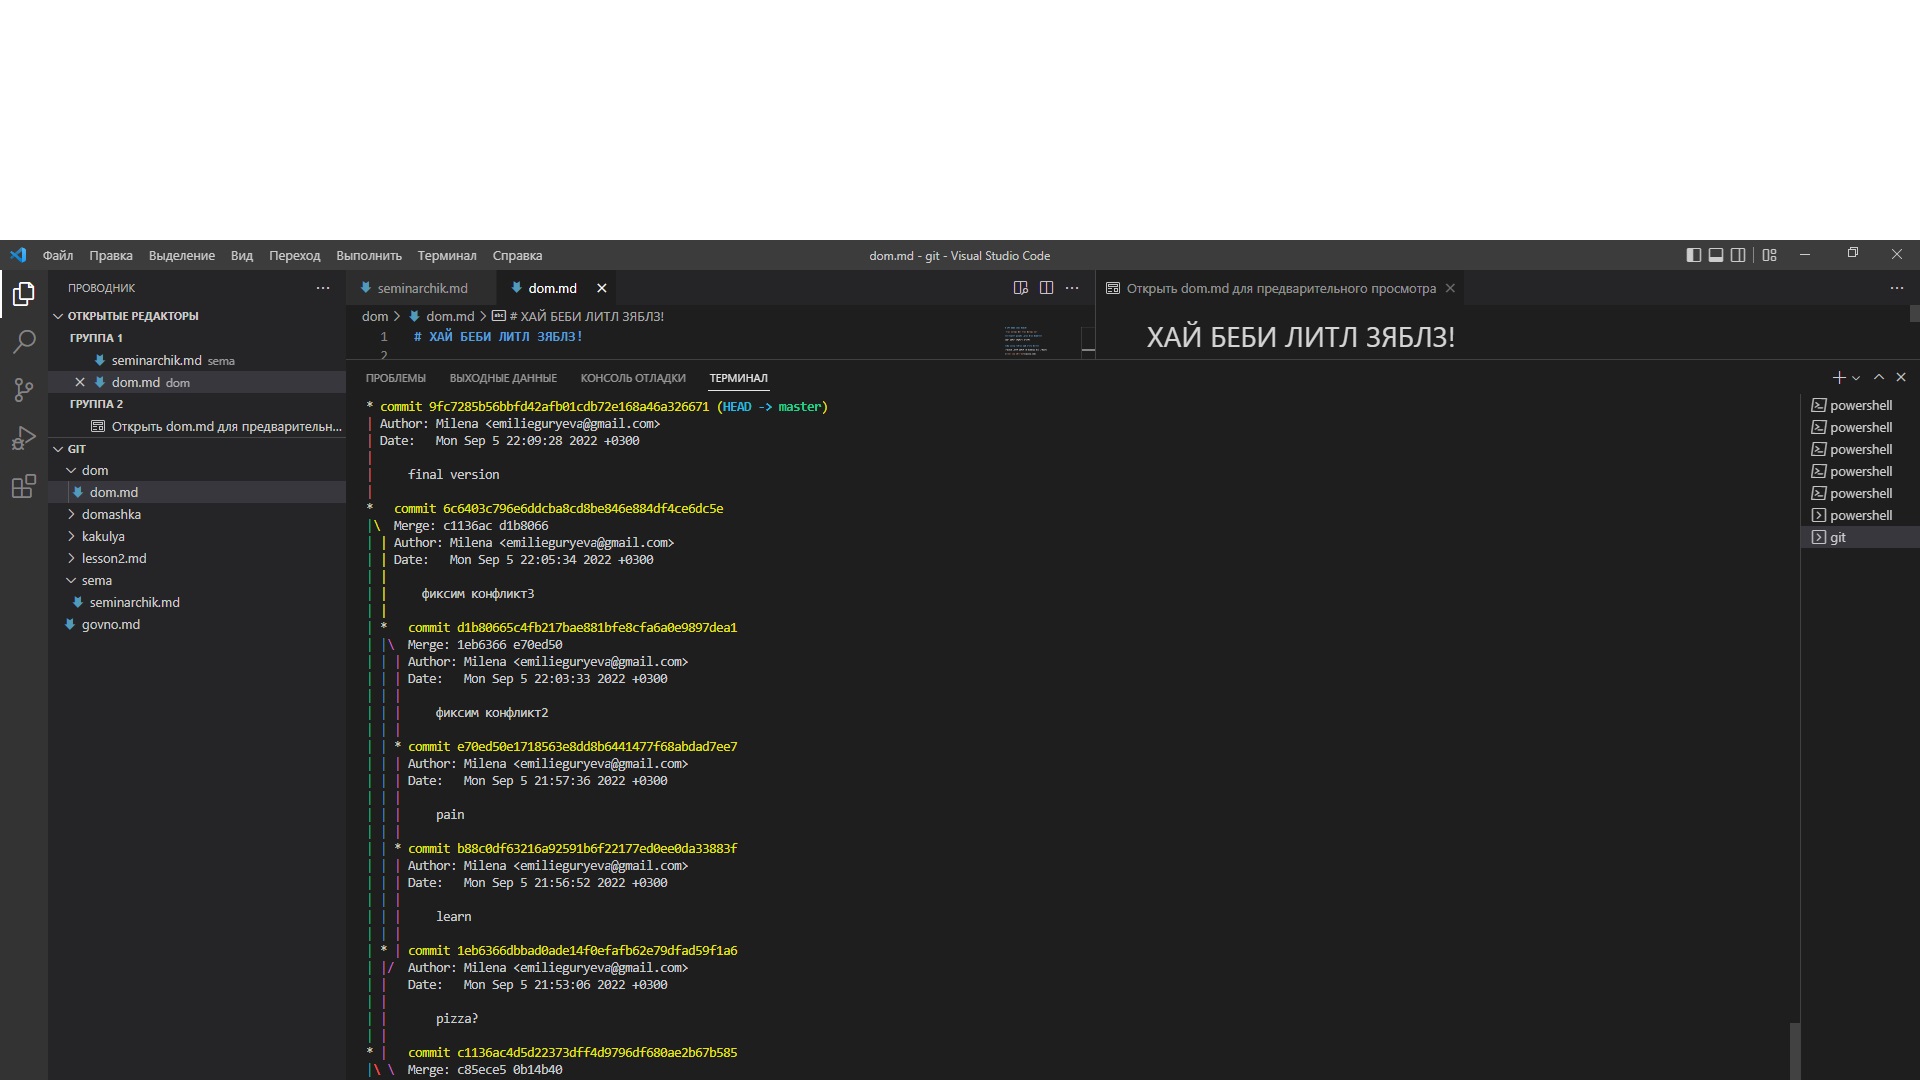 Файл Правка Выделение Вид Переход Выполнить Терминал Справка
dom.md - git - Visual Studio Code
ПРОВОДНИК
ОТКРЫТЫЕ РЕДАКТОРЫ
ГРУППА 1
seminarchik.md sema
dom.md dom
ГРУППА 2
Открыть dom.md для предварительн...
GIT
dom
dom.md
domashka
kakulya
lesson2.md
sema
seminarchik.md
govno.md
seminarchik.md
dom.md
dom > dom.md > # ХАЙ БЕБИ ЛИТЛ ЗЯБЛЗ!
1 # ХАЙ БЕБИ ЛИТЛ ЗЯБЛЗ!
2
Открыть dom.md для предварительного просмотра
ХАЙ БЕБИ ЛИТЛ ЗЯБЛЗ!
ПРОБЛЕМЫ ВЫХОДНЫЕ ДАННЫЕ КОНСОЛЬ ОТЛАДКИ ТЕРМИНАЛ
* commit 9fc7285b56bbfd42afb01cdb72e168a46a326671 (HEAD -> master)
| Author: Milena <emilieguryeva@gmail.com>
| Date:   Mon Sep 5 22:09:28 2022 +0300
|
|     final version
|
*   commit 6c6403c796e6ddcba8cd8be846e884df4ce6dc5e
|\  Merge: c1136ac d1b8066
| | Author: Milena <emilieguryeva@gmail.com>
| | Date:   Mon Sep 5 22:05:34 2022 +0300
| |
| |     фиксим конфликт3
| |
| *   commit d1b80665c4fb217bae881bfe8cfa6a0e9897dea1
| |\  Merge: 1eb6366 e70ed50
| | | Author: Milena <emilieguryeva@gmail.com>
| | | Date:   Mon Sep 5 22:03:33 2022 +0300
| | |
| | |     фиксим конфликт2
| | |
| | * commit e70ed50e1718563e8dd8b6441477f68abdad7ee7
| | | Author: Milena <emilieguryeva@gmail.com>
| | | Date:   Mon Sep 5 21:57:36 2022 +0300
| | |
| | |     pain
| | |
| | * commit b88c0df63216a92591b6f22177ed0ee0da33883f
| | | Author: Milena <emilieguryeva@gmail.com>
| | | Date:   Mon Sep 5 21:56:52 2022 +0300
| | |
| | |     learn
| | |
| * | commit 1eb6366dbbad0ade14f0efafb62e79dfad59f1a6
| |/  Author: Milena <emilieguryeva@gmail.com>
| |   Date:   Mon Sep 5 21:53:06 2022 +0300
| |
| |       pizza?
| |
* |   commit c1136ac4d5d22373dff4d9796df680ae2b67b585
|\ \  Merge: c85ece5 0b14b40
powershell
powershell
powershell
powershell
powershell
powershell
git